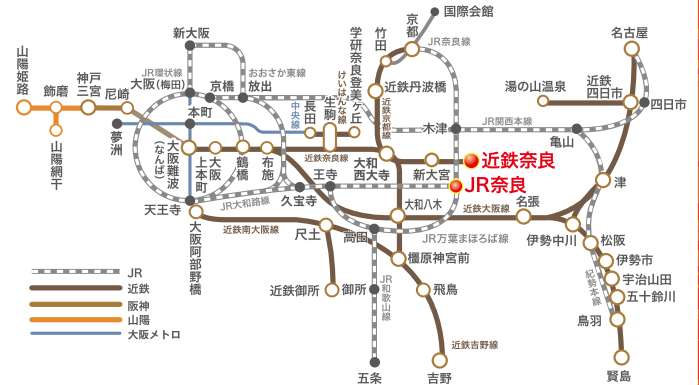 国際会館
京都
竹田
JR奈良線
名古屋
新大阪
学研奈良登美ヶ丘
山陽姫路
飾磨
神戸三宮
尼崎
JR環状線
大阪(梅田)
京橋
おおさか東線
放出
けいはんな線
生駒
長田
中央線
近鉄丹波橋
近鉄京都線
湯の山温泉
近鉄四日市
四日市
本町
夢洲
山陽網干
大阪難波(なんば)
大阪上本町
鶴橋
布施
近鉄奈良線
大和西大寺
木津
JR関西本線
亀山
新大宮
近鉄奈良
JR奈良
津
王寺
久宝寺
JR大和路線
天王寺
大和八木
近鉄大阪線
名張
大阪阿部野橋
近鉄南大阪線
尺土
高田
JR万葉まほろば線
伊勢中川
松阪
橿原神宮前
伊勢市
宇治山田
五十鈴川
紀勢本線
鳥羽
賢島
近鉄御所
御所
JR和歌山線
飛鳥
近鉄吉野線
五条
吉野
JR
近鉄
阪神
山陽
大阪メトロ